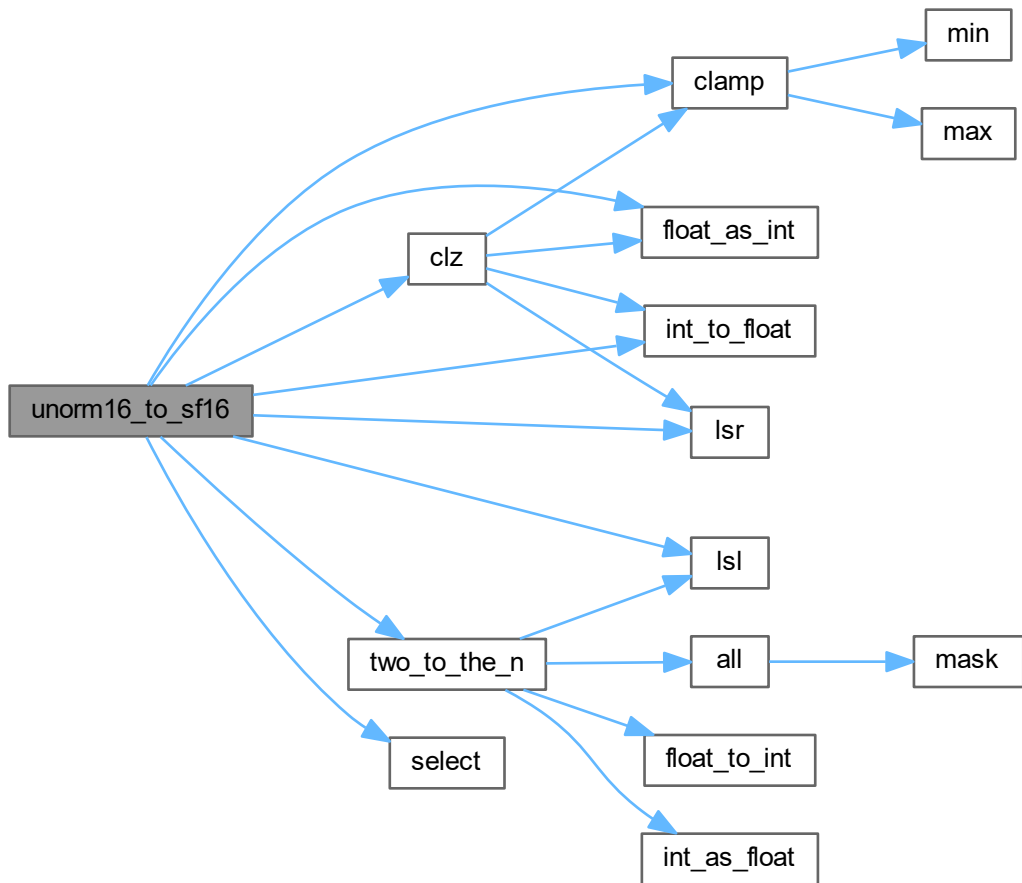 min
clamp
max
float_as_int
clz
int_to_float
unorm16_to_sf16
lsr
lsl
two_to_the_n
all
mask
select
float_to_int
int_as_float